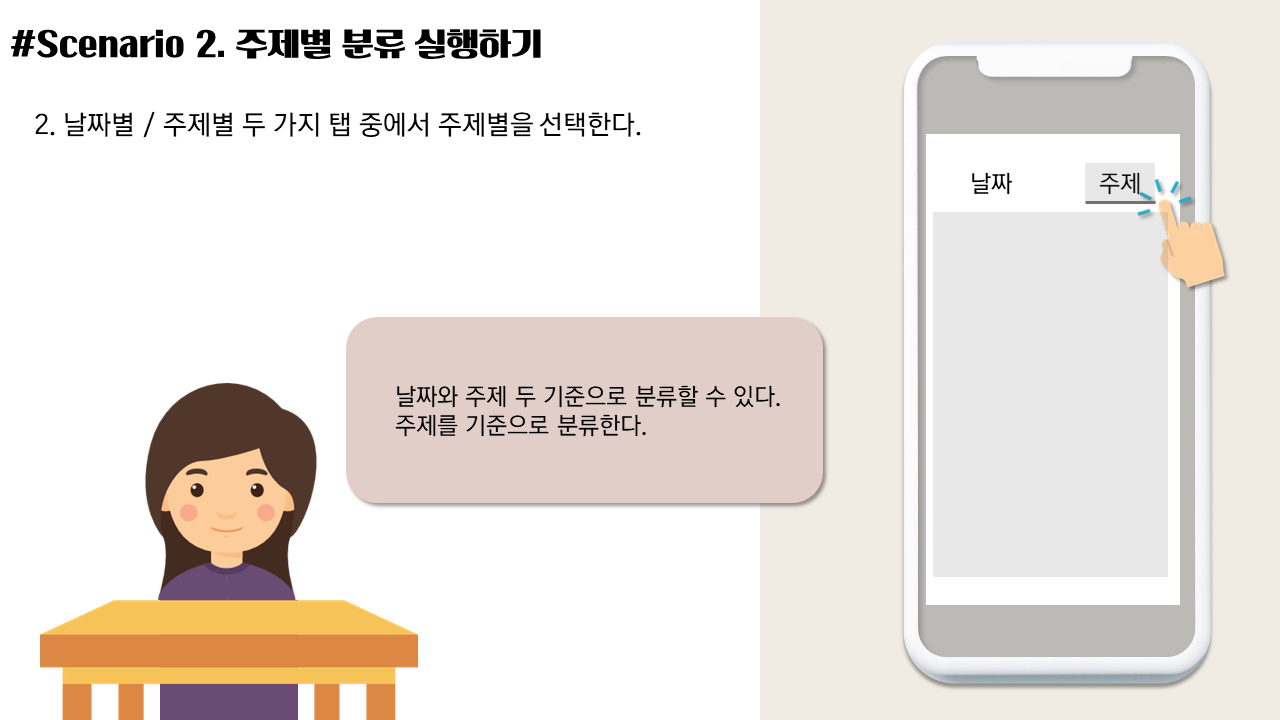 #Scenario 2. 주제별 분류 실행하기
2. 날짜별 / 주제별 두 가지 탭 중에서 주제별을 선택한다.
날짜
주제
날짜와 주제 두 기준으로 분류할 수 있다.
주제를 기준으로 분류한다.